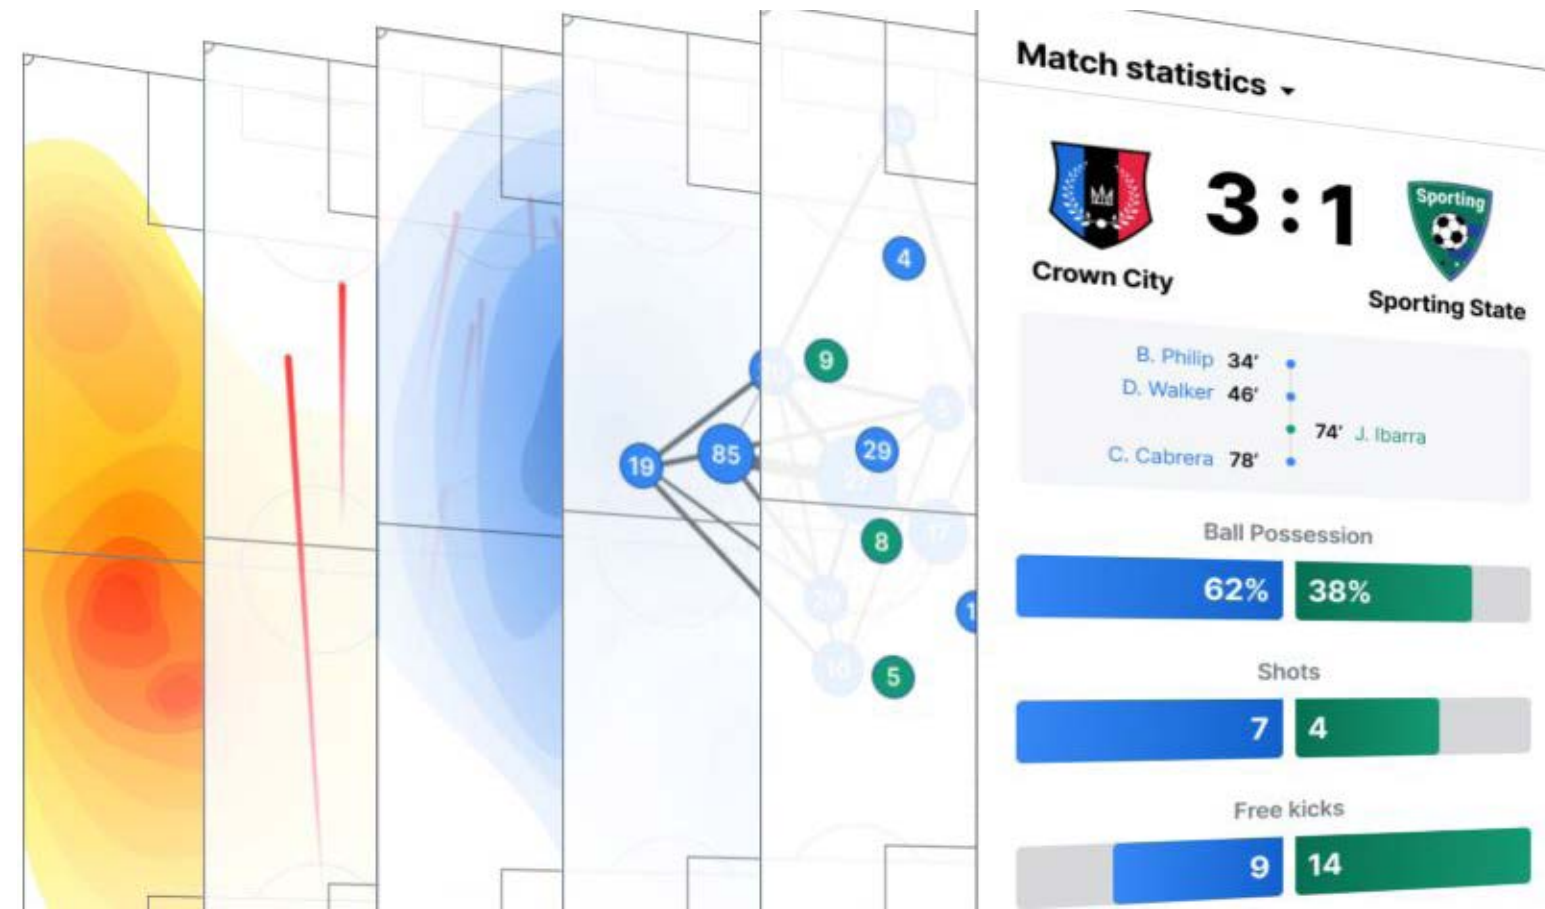 Match statistics
3 : 1
Sporting
Crown City
Sporting State
B. Philip 34'
D. Walker 46'
74' J. Ibarra
C. Cabrera 78'
Ball Possession
62% 38%
Shots
7 4
Free kicks
9 14
4
9
19
85
29
8
17
5